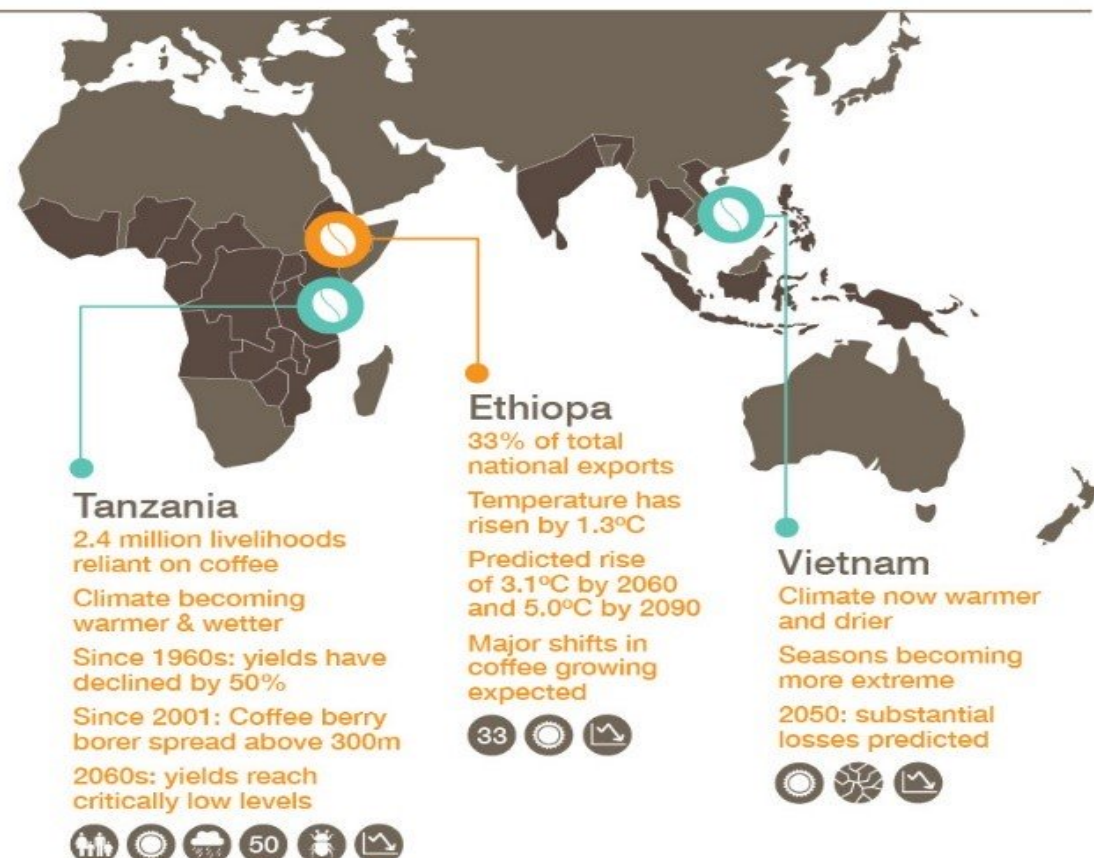 Tanzania
2.4 million livelihoods
reliant on coffee
Climate becoming
warmer & wetter
Since 1960s: yields have
declined by 50%
Since 2001: Coffee berry
borer spread above 300m
2060s: yields reach
critically low levels
50
Ethiopa
33% of total
national exports
Temperature has
risen by 1.3ºC
Predicted rise
of 3.1ºC by 2060
and 5.0ºC by 2090
Major shifts in
coffee growing
expected
33
Vietnam
Climate now warmer
and drier
Seasons becoming
more extreme
2050: substantial
losses predicted